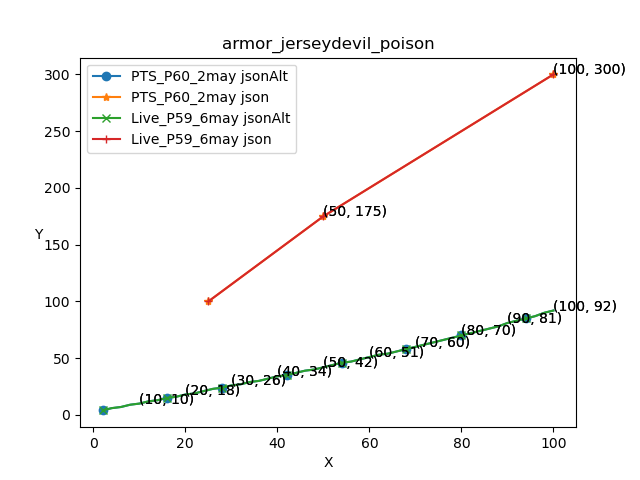 armor_jerseydevil_poison
PTS_P60_2may jsonAlt
PTS_P60_2may json
Live_P59_6may jsonAlt
Live_P59_6may json
(100, 300)
(50, 175)
(100, 92)
(90, 81)
(80, 70)
(70, 60)
(60, 51)
(50, 42)
(40, 34)
(30, 26)
(20, 18)
(10, 10)
300
250
200
150
100
50
0
Y
0 20 40 60 80 100
X